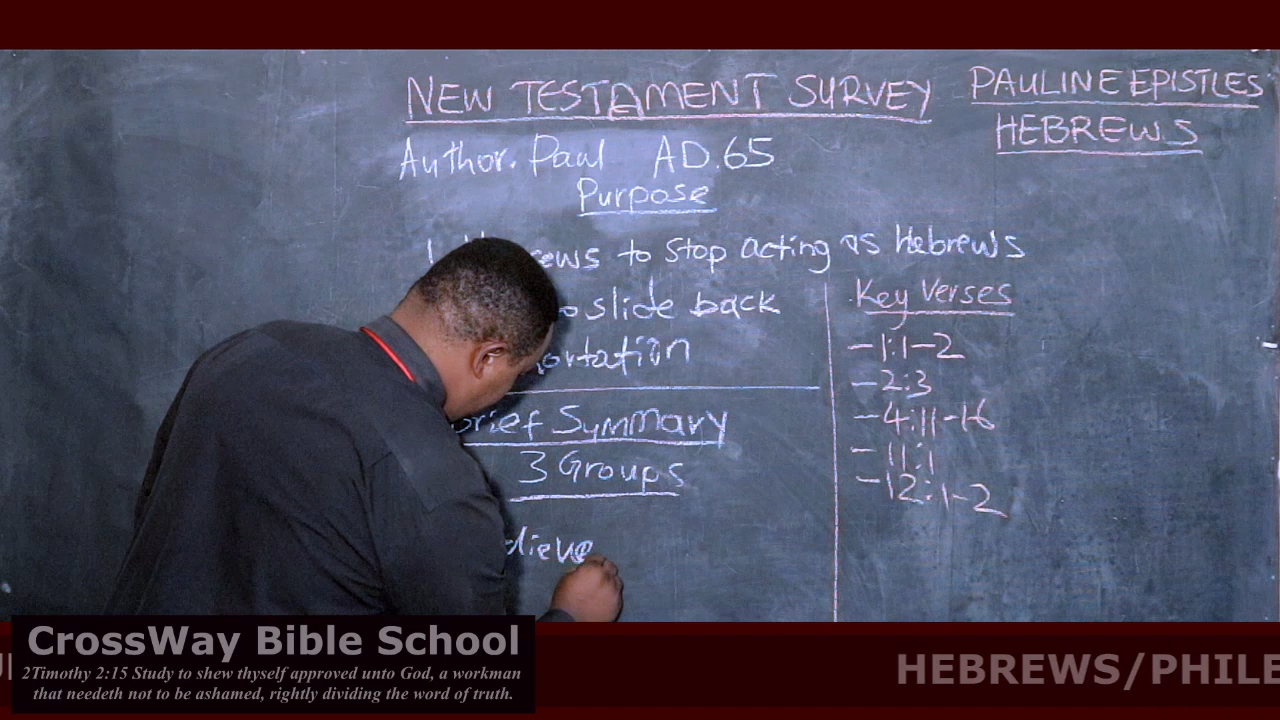 NEW TESTAMENT SURVEY
PAULINE EPISTLES
HEBREWS
Author. Paul AD.65
Purpose
to stop acting as Hebrews
slide back
Key Verses
-1:1-2
-2:3
-4:11-16
-11:1
-12:1-2
Brief Summary
3 Groups
CrossWay Bible School
2Timothy 2:15 Study to shew thyself approved unto God, a workman
that needeth not to be ashamed, rightly dividing the word of truth.
HEBREWS/PHILE